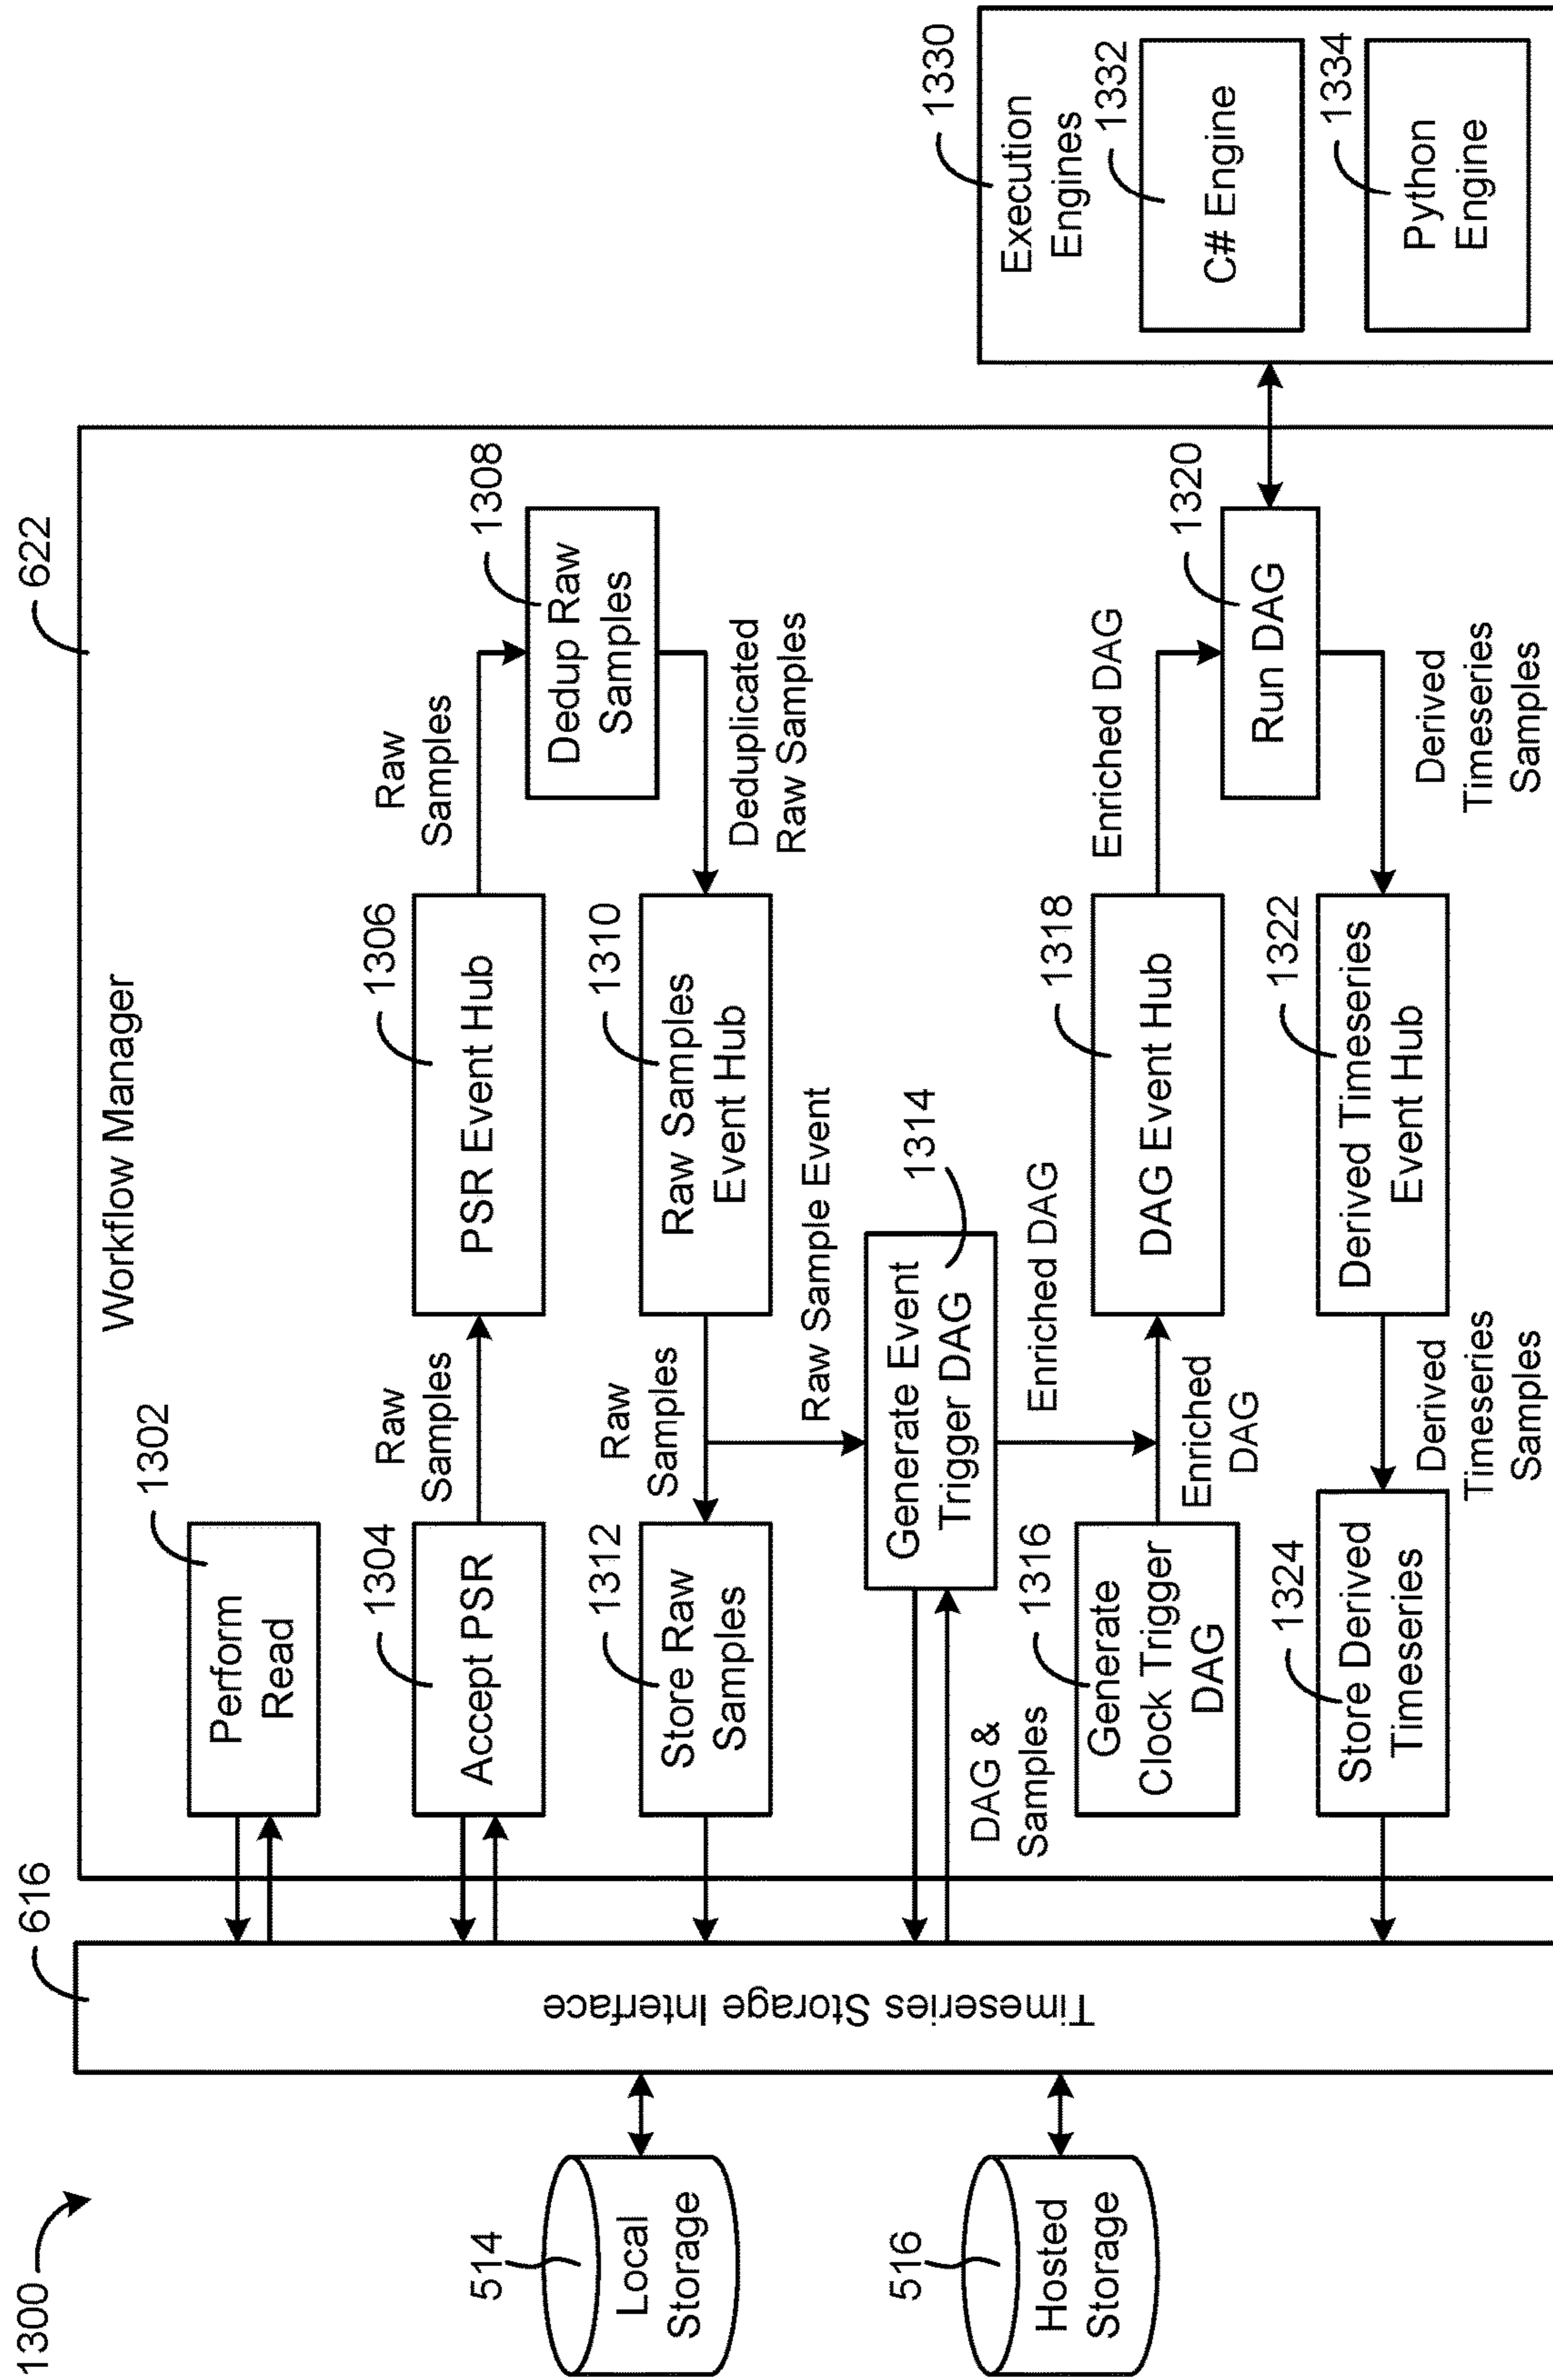 1300
616
622
Workflow Manager
Timeseries Storage Interface
514
Local
Storage
516
Hosted
Storage
1302
Perform
Read
1304
Accept PSR
Raw
Samples
1306
PSR Event Hub
Raw
Samples
1308
Dedup Raw
Samples
Deduplicated
Raw Samples
1310
Raw Samples
Event Hub
Raw
Samples
1312
Store Raw
Samples
Raw Sample Event
1314
Generate Event
Trigger DAG
DAG &
Samples
Enriched DAG
1316
Generate
Clock Trigger
DAG
Enriched
DAG
1318
DAG Event Hub
Enriched DAG
1320
Run DAG
Derived
Timeseries
Samples
1322
Derived Timeseries
Event Hub
Derived
Timeseries
Samples
1324
Store Derived
Timeseries
1330
Execution
Engines
1332
C# Engine
1334
Python
Engine